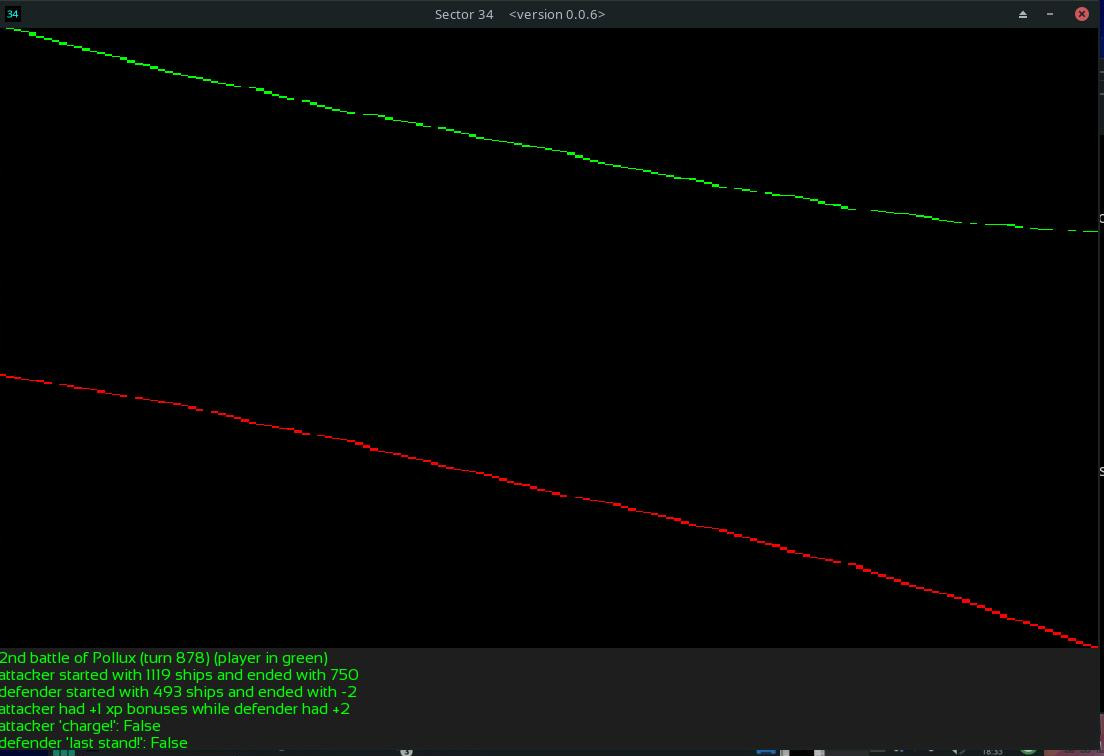 34
Sector 34 <version 0.0.6>
2nd battle of Pollux (turn 878) (player in green)
attacker started with 1119 ships and ended with 750
defender started with 493 ships and ended with -2
attacker had +1 xp bonuses while defender had +2
attacker 'charge!': False
defender 'last stand!': False